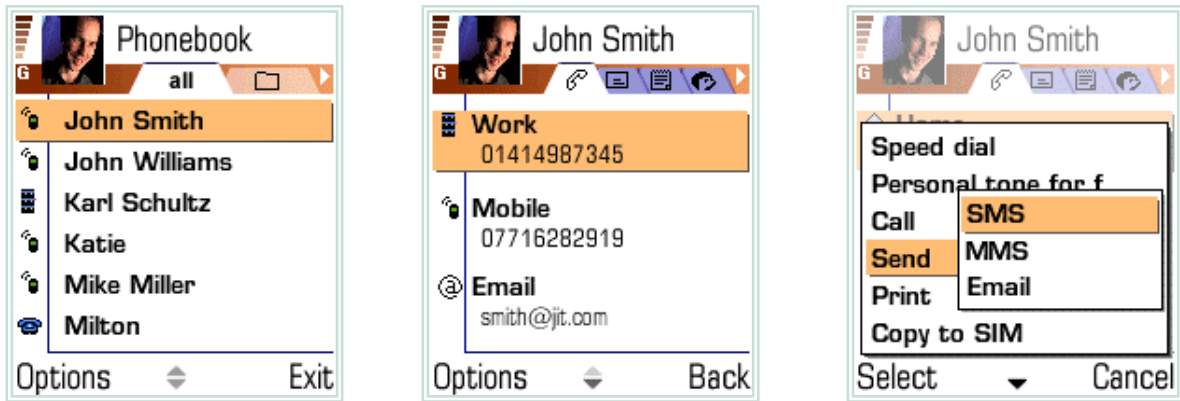 Phonebook
G
all
John Smith
John Williams
Karl Schultz
Katie
Mike Miller
Milton
Options
Exit
John Smith
G
Work
01414987345
Mobile
07716282919
@ Email
smith@jit.com
Options
Back
John Smith
G
Home
Speed dial
Personal tone for f
Call
Send
Print
Copy to SIM
SMS
MMS
Email
Select
Cancel